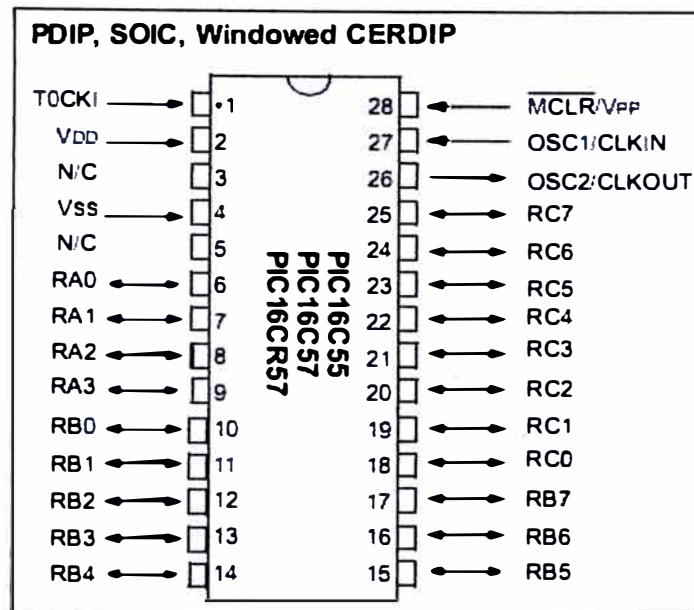 PDIP, SOIC, Windowed CERDIP
T0CKI
•1
28
MCLR/VPP
VDD
2
27
OSC1/CLKIN
N/C
3
26
OSC2/CLKOUT
VSS
4
25
RC7
N/C
5
24
RC6
RA0
6
23
RC5
RA1
7
22
RC4
RA2
8
21
RC3
RA3
9
20
RC2
RB0
10
19
RC1
RB1
11
18
RC0
RB2
12
17
RB7
RB3
13
16
RB6
RB4
14
15
RB5
PIC16C55
PIC16C57
PIC16CR57